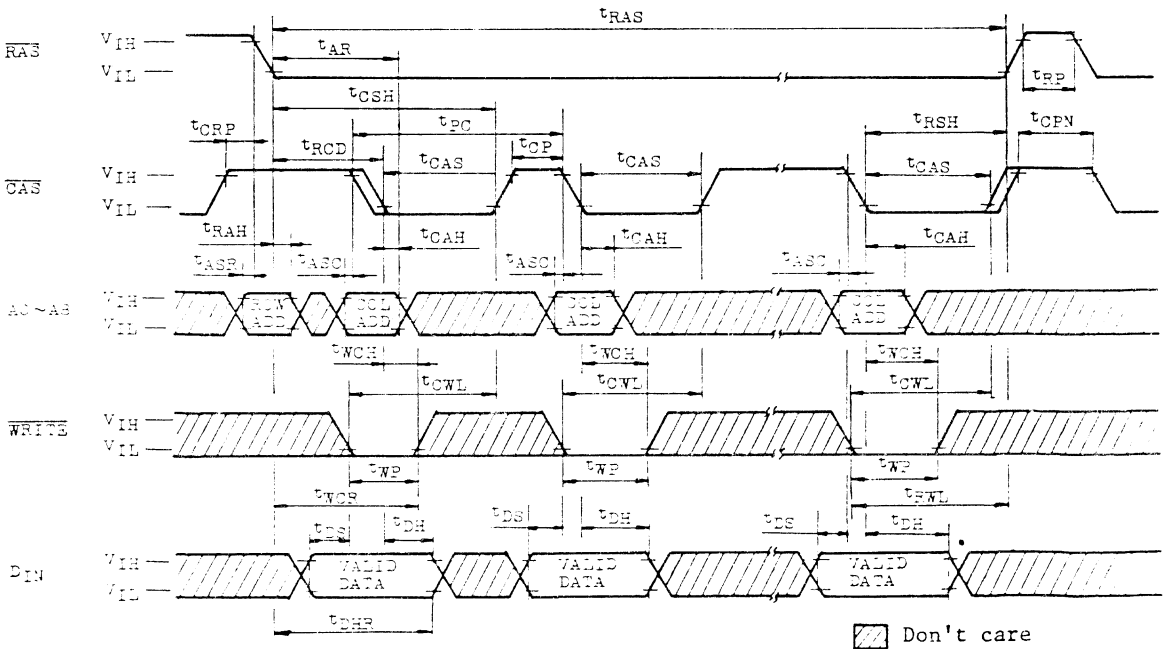 tRAS
RAS
VIH
VIL
tAR
tRP
tCSH
tCRP
tPC
tRSH
tCPN
tRCD
tCP
CAS
VIH
VIL
tCAS
tCAS
tCAS
tRAH
tCAH
tCAH
tCAH
tASR
tASC
tASC
tASC
A0~A8
VIH
VIL
ROW ADD
COL ADD
COL ADD
COL ADD
tWCH
tWCH
tWCH
tCWL
tCWL
tCWL
WRITE
VIH
VIL
tWP
tWP
tWP
tWCR
tRWL
tDS
tDH
tDS
tDH
tDS
tDH
DIN
VIH
VIL
VALID DATA
VALID DATA
VALID DATA
tDHR
Don't care